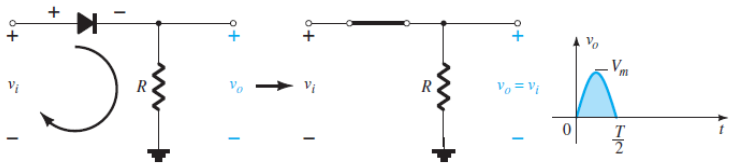 + − + +
+ + + v_o
v_i R v_o v_i R v_o = v_i V_m
− − − −
0 T/2 t